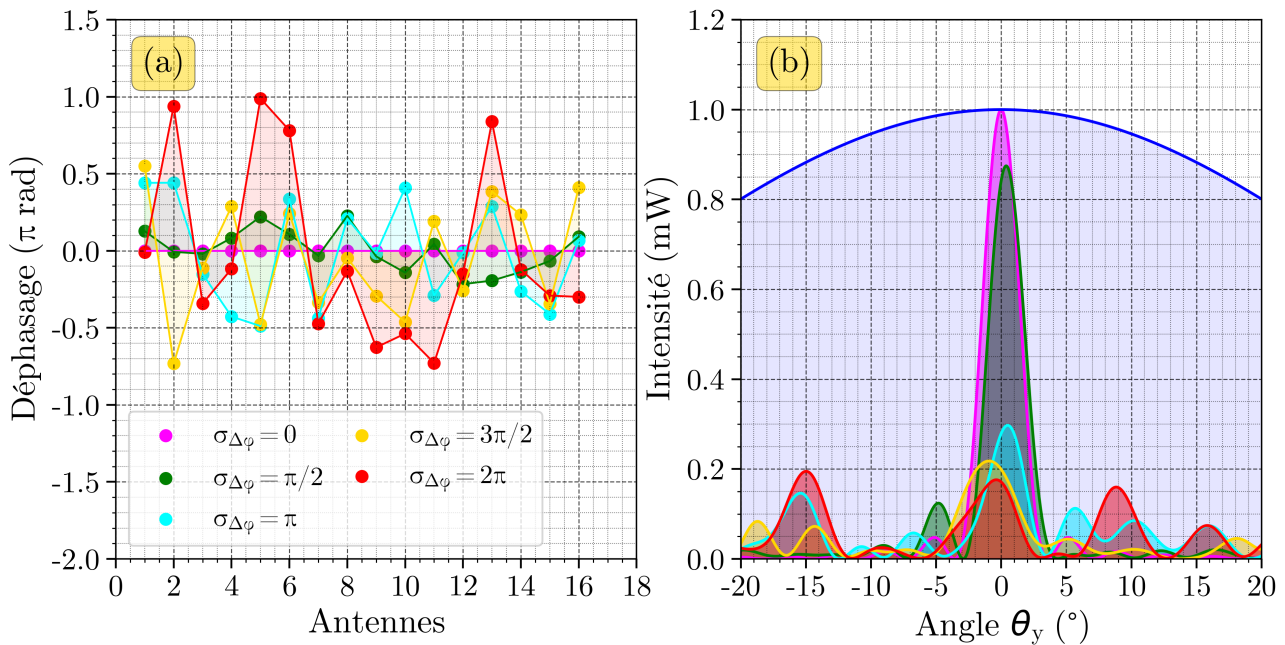 (a)
Déphasage (π rad)
1.5
1.0
0.5
0.0
-0.5
-1.0
-1.5
-2.0
σΔφ = 0
σΔφ = π/2
σΔφ = π
σΔφ = 3π/2
σΔφ = 2π
0 2 4 6 8 10 12 14 16 18
Antennes
(b)
Intensité (mW)
1.2
1.0
0.8
0.6
0.4
0.2
0.0
-20 -15 -10 -5 0 5 10 15 20
Angle θy (°)